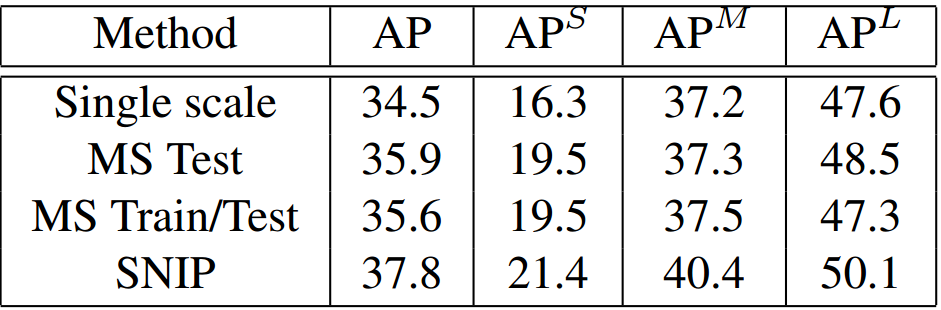 Method AP AP^S AP^M AP^L
Single scale 34.5 16.3 37.2 47.6
MS Test 35.9 19.5 37.3 48.5
MS Train/Test 35.6 19.5 37.5 47.3
SNIP 37.8 21.4 40.4 50.1